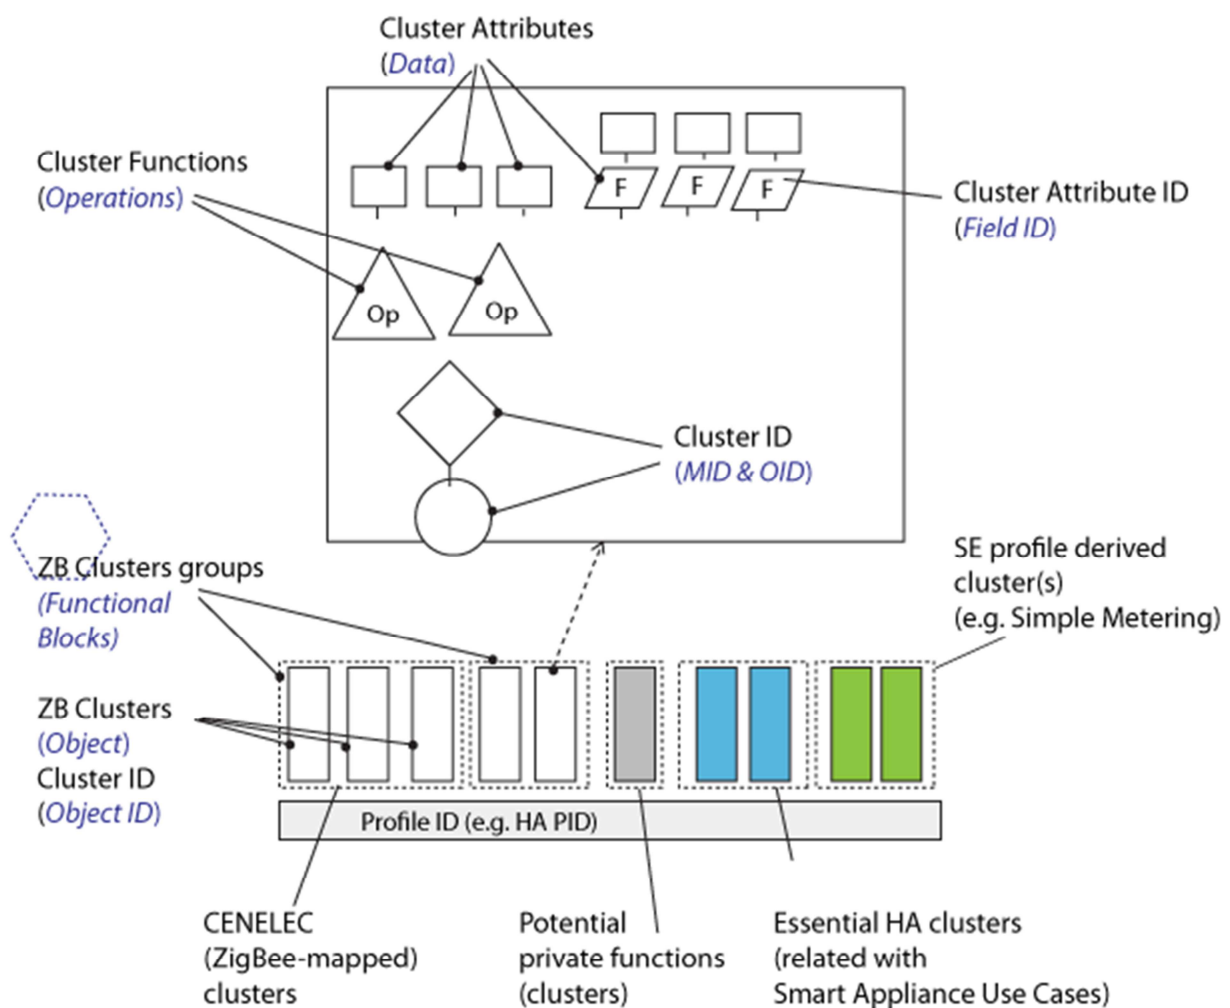 Cluster Attributes
(Data)
Cluster Functions
(Operations)
F
F
F
Cluster Attribute ID
(Field ID)
Op
Op
Cluster ID
(MID & OID)
ZB Clusters groups
(Functional
Blocks)
SE profile derived
cluster(s)
(e.g. Simple Metering)
ZB Clusters
(Object)
Cluster ID
(Object ID)
Profile ID (e.g. HA PID)
CENELEC
(ZigBee-mapped)
clusters
Potential
private functions
(clusters)
Essential HA clusters
(related with
Smart Appliance Use Cases)